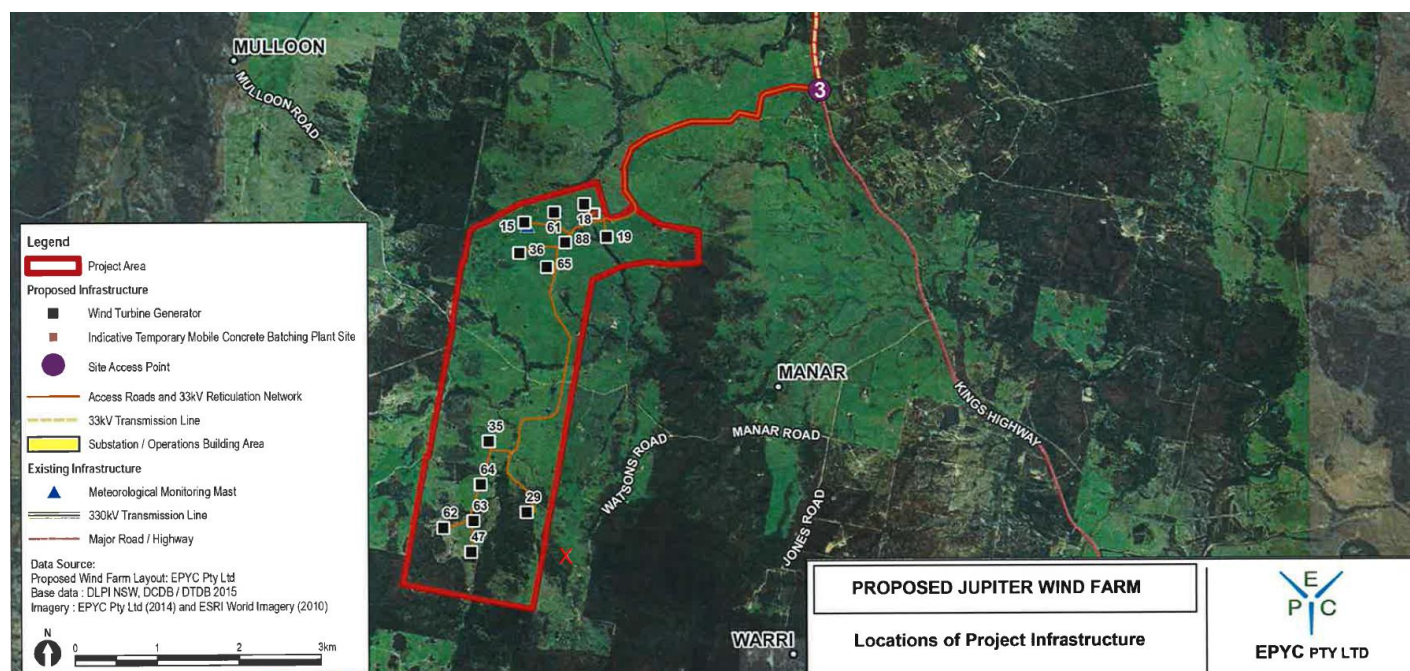 MULLOON
MULLOON ROAD
3
15
61
18
19
88
36
65
35
64
29
62
63
47
MANAR
MANAR ROAD
WATSONS ROAD
JONES ROAD
KINGS HIGHWAY
WARRI
Legend
Project Area
Proposed Infrastructure
Wind Turbine Generator
Indicative Temporary Mobile Concrete Batching Plant Site
Site Access Point
Access Roads and 33kV Reticulation Network
33kV Transmission Line
Substation / Operations Building Area
Existing Infrastructure
Meteorological Monitoring Mast
330kV Transmission Line
Major Road / Highway
Data Source:
Proposed Wind Farm Layout: EPYC Pty Ltd
Base data : DLPI NSW, DCDB / DTDB 2015
Imagery : EPYC Pty Ltd (2014) and ESRI World Imagery (2010)
N
0 1 2 3km
X
PROPOSED JUPITER WIND FARM
Locations of Project Infrastructure
E
P C
EPYC PTY LTD